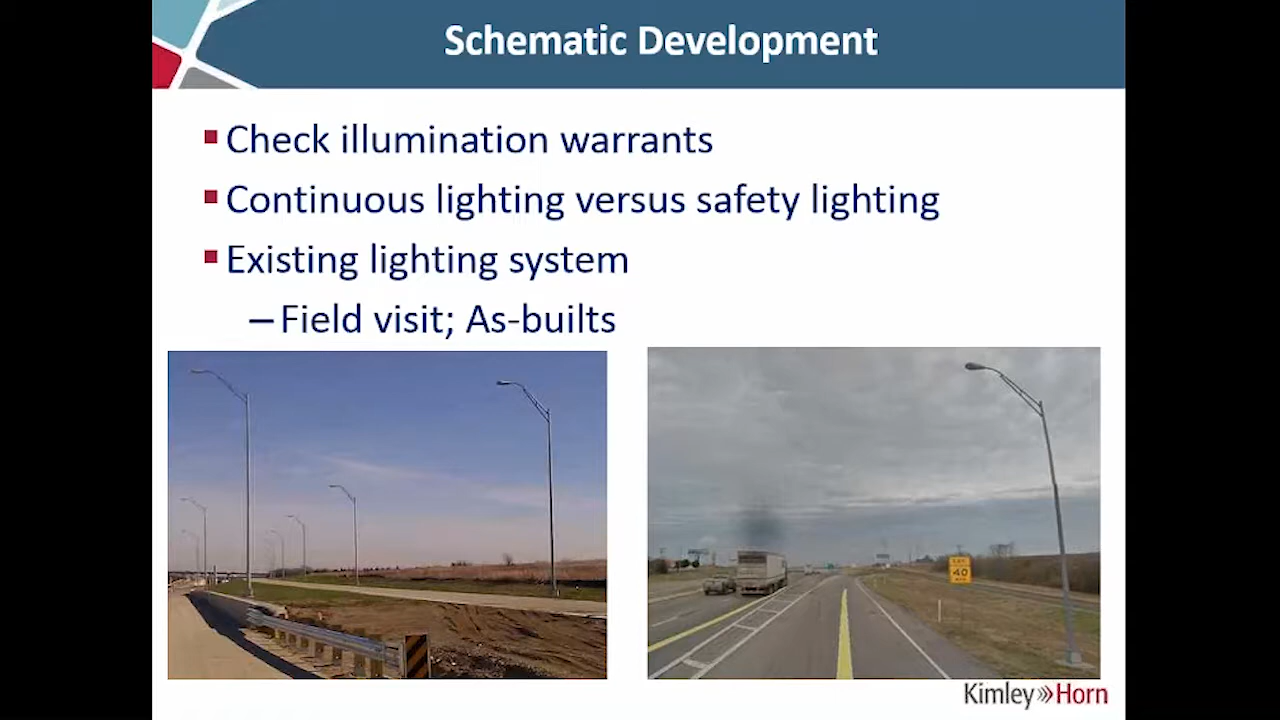 Schematic Development
▪ Check illumination warrants
▪ Continuous lighting versus safety lighting
▪ Existing lighting system
– Field visit; As-builts
40
Kimley»Horn